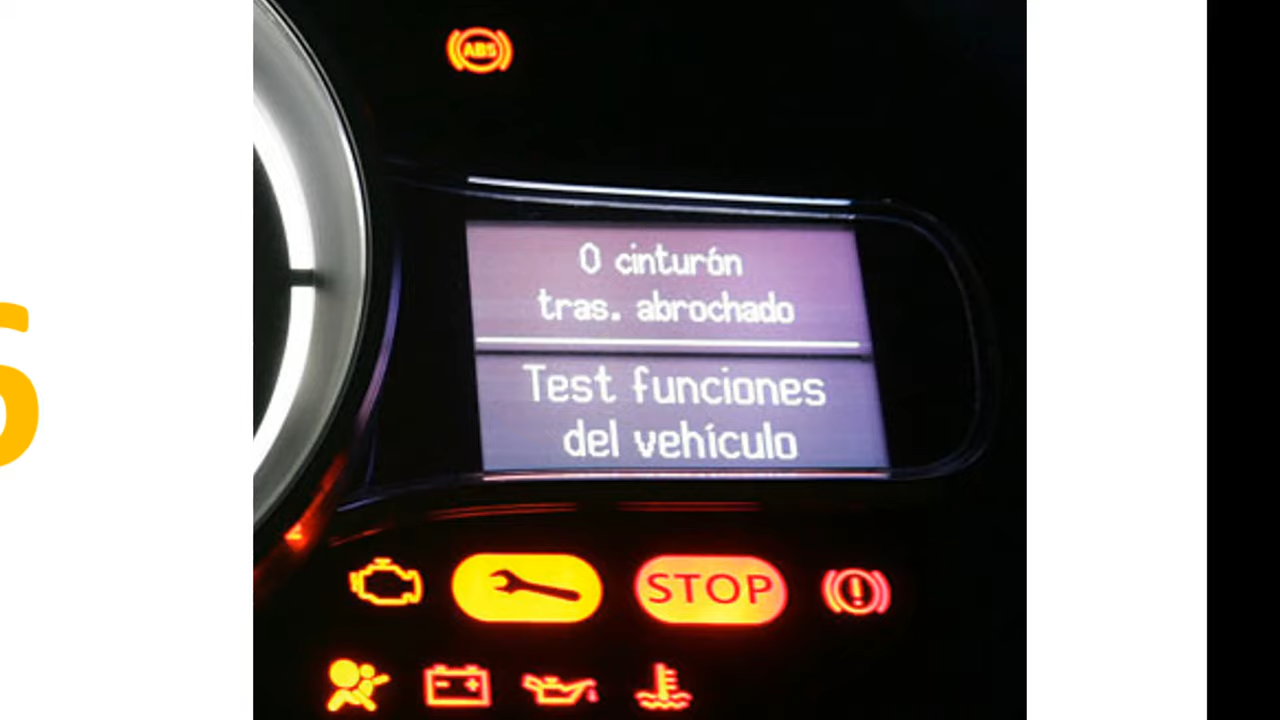 ABS
0 cinturón
tras. abrochado
Test funciones
del vehículo
STOP